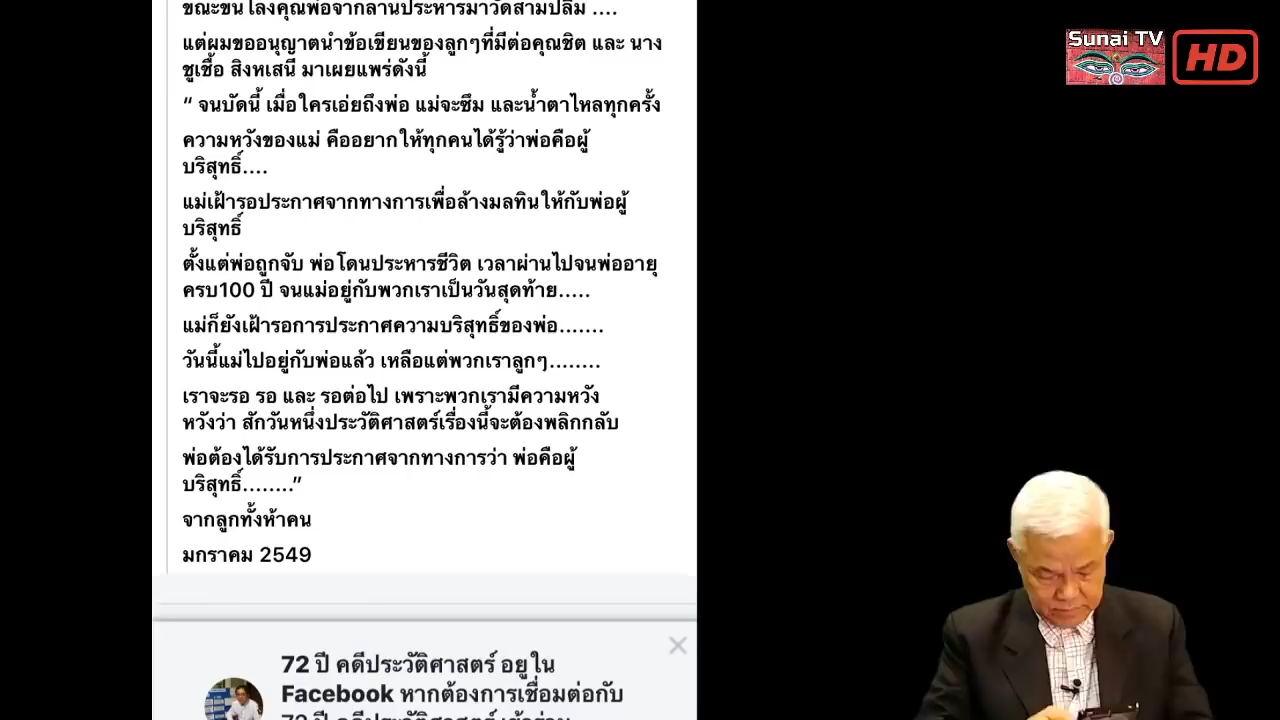 ขณะขนโลงคุณพ่อจากลานประหารมาวัดสามปลื้ม ....
แต่ผมขออนุญาตนำข้อเขียนของลูกๆที่มีต่อคุณชิต และ นาง
ชูเชื้อ สิงหเสนี มาเผยแพร่ดังนี้
“ จนบัดนี้ เมื่อใครเอ่ยถึงพ่อ แม่จะซึม และน้ำตาไหลทุกครั้ง
ความหวังของแม่ คืออยากให้ทุกคนได้รู้ว่าพ่อคือผู้
บริสุทธิ์....
แม่เฝ้ารอประกาศจากทางการเพื่อล้างมลทินให้กับพ่อผู้
บริสุทธิ์
ตั้งแต่พ่อถูกจับ พ่อโดนประหารชีวิต เวลาผ่านไปจนพ่ออายุ
ครบ100 ปี จนแม่อยู่กับพวกเราเป็นวันสุดท้าย.....
แม่ก็ยังเฝ้ารอการประกาศความบริสุทธิ์ของพ่อ.......
วันนี้แม่ไปอยู่กับพ่อแล้ว เหลือแต่พวกเราลูกๆ........
เราจะรอ รอ และ รอต่อไป เพราะพวกเรามีความหวัง
หวังว่า สักวันหนึ่งประวัติศาสตร์เรื่องนี้จะต้องพลิกกลับ
พ่อต้องได้รับการประกาศจากทางการว่า พ่อคือผู้
บริสุทธิ์........”
จากลูกทั้งห้าคน
มกราคม 2549
72 ปี คดีประวัติศาสตร์ อยู่ใน
Facebook หากต้องการเชื่อมต่อกับ
72 ปี คดีประวัติศาสตร์ เข้าร่วม
Sunai TV
HD